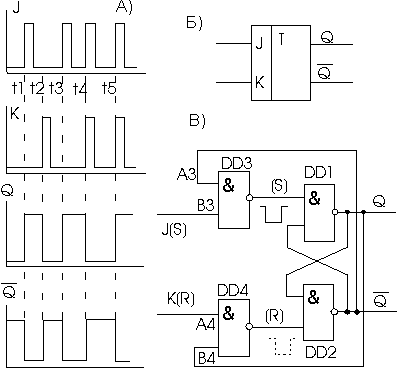 J
А)
Б)
J
T
Q
K
Q̅
t1 t2 t3 t4 t5
K
В)
Q
Q̅
A3
DD3
&
B3
J(S)
(S)
DD1
&
Q
K(R)
DD4
&
A4
B4
(R)
&
DD2
Q̅